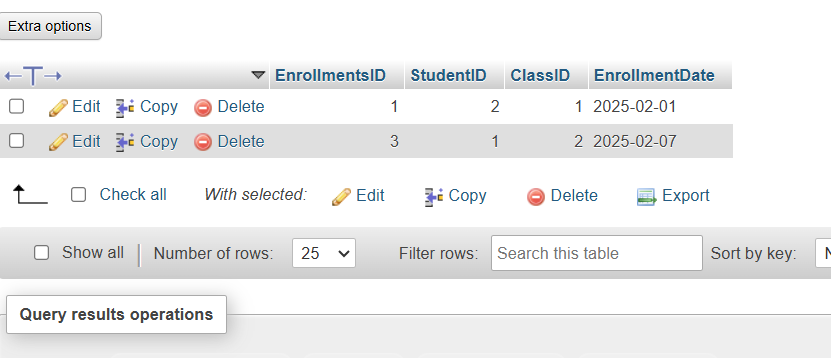 Extra options
←T→ EnrollmentsID StudentID ClassID EnrollmentDate
Edit Copy Delete 1 2 1 2025-02-01
Edit Copy Delete 3 1 2 2025-02-07
Check all With selected: Edit Copy Delete Export
Show all Number of rows: 25 Filter rows: Search this table Sort by key:
Query results operations